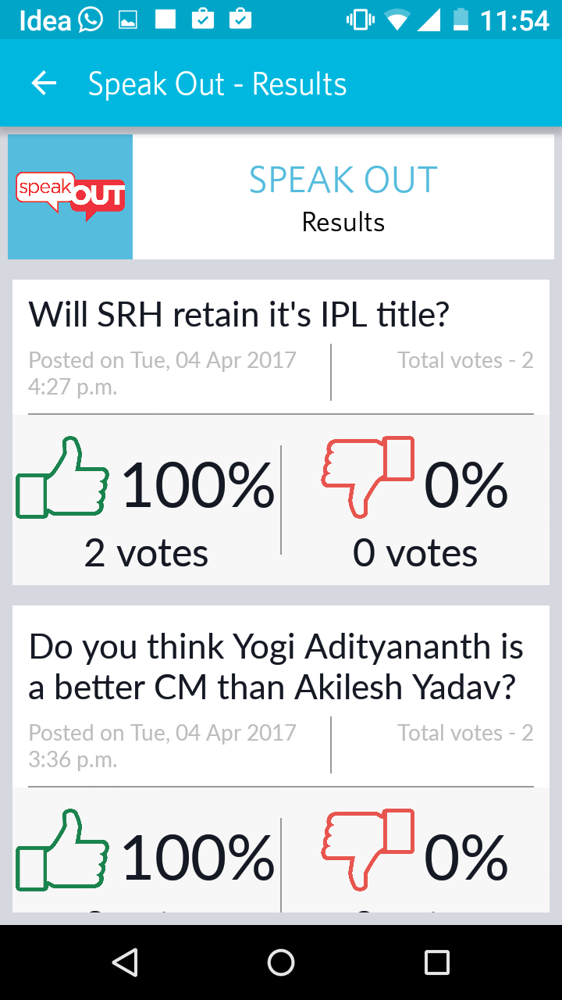 Idea 11:54
Speak Out - Results
speak OUT
SPEAK OUT
Results
Will SRH retain it's IPL title?
Posted on Tue, 04 Apr 2017 Total votes - 2
4:27 p.m.
100% 0%
2 votes 0 votes
Do you think Yogi Adityananth is
a better CM than Akilesh Yadav?
Posted on Tue, 04 Apr 2017 Total votes - 2
3:36 p.m.
100% 0%